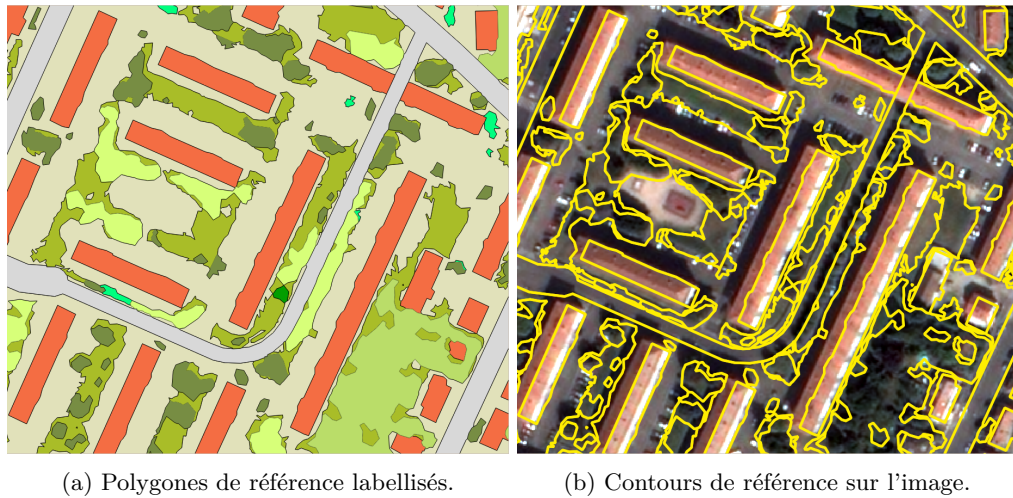 (a) Polygones de référence labellisés.
(b) Contours de référence sur l'image.